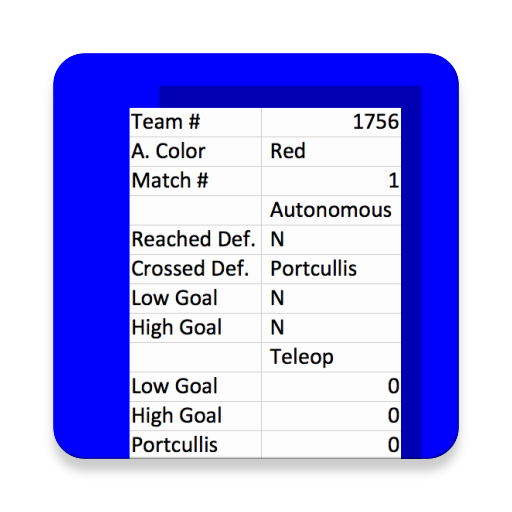 Team # 1756
A. Color Red
Match # 1
Autonomous
Reached Def. N
Crossed Def. Portcullis
Low Goal N
High Goal N
Teleop
Low Goal 0
High Goal 0
Portcullis 0